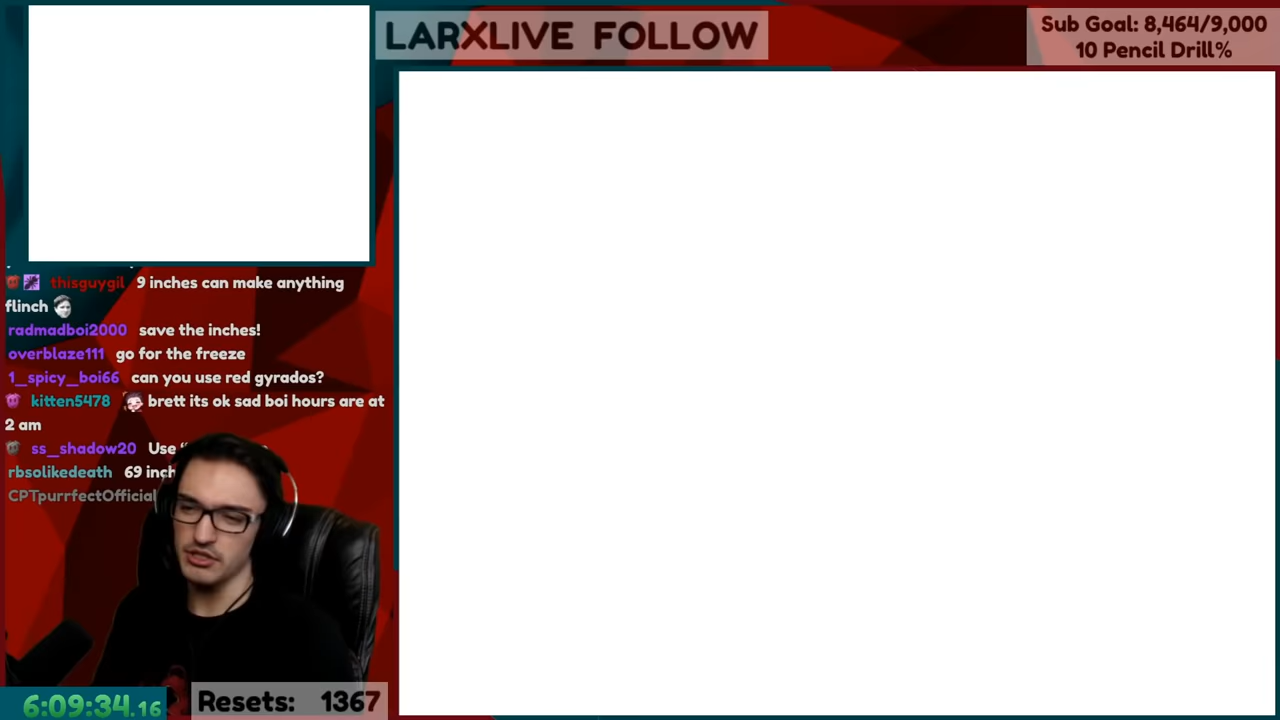 LARXLIVE FOLLOW
Sub Goal: 8,464/9,000
10 Pencil Drill%
thisguygil 9 inches can make anything
flinch
radmadboi2000 save the inches!
overblaze111 go for the freeze
1_spicy_boi66 can you use red gyrados?
kitten5478 brett its ok sad boi hours are at
2 am
ss_shadow20 Use
rbsolikedeath 69 inch
CPTpurrfectOfficial
6:09:34.16
Resets: 1367